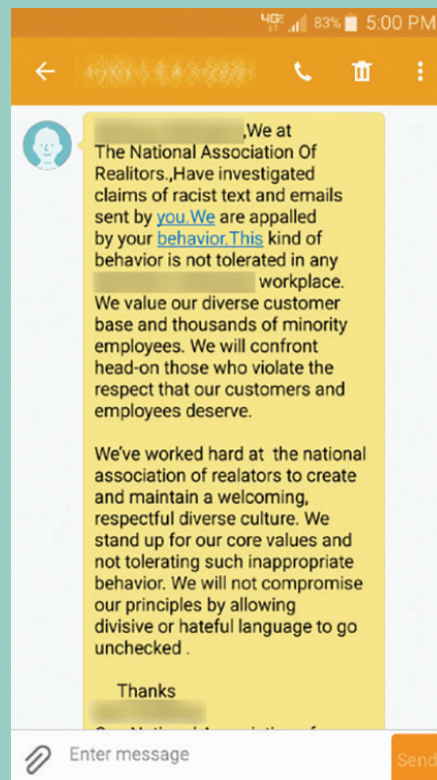 4GE 83% 5:00 PM
,We at
The National Association Of
Realitors.,Have investigated
claims of racist text and emails
sent by you.We are appalled
by your behavior.This kind of
behavior is not tolerated in any
workplace.
We value our diverse customer
base and thousands of minority
employees. We will confront
head-on those who violate the
respect that our customers and
employees deserve.
We've worked hard at the national
association of realators to create
and maintain a welcoming,
respectful diverse culture. We
stand up for our core values and
not tolerating such inappropriate
behavior. We will not compromise
our principles by allowing
divisive or hateful language to go
unchecked .
Thanks
Enter message
Send